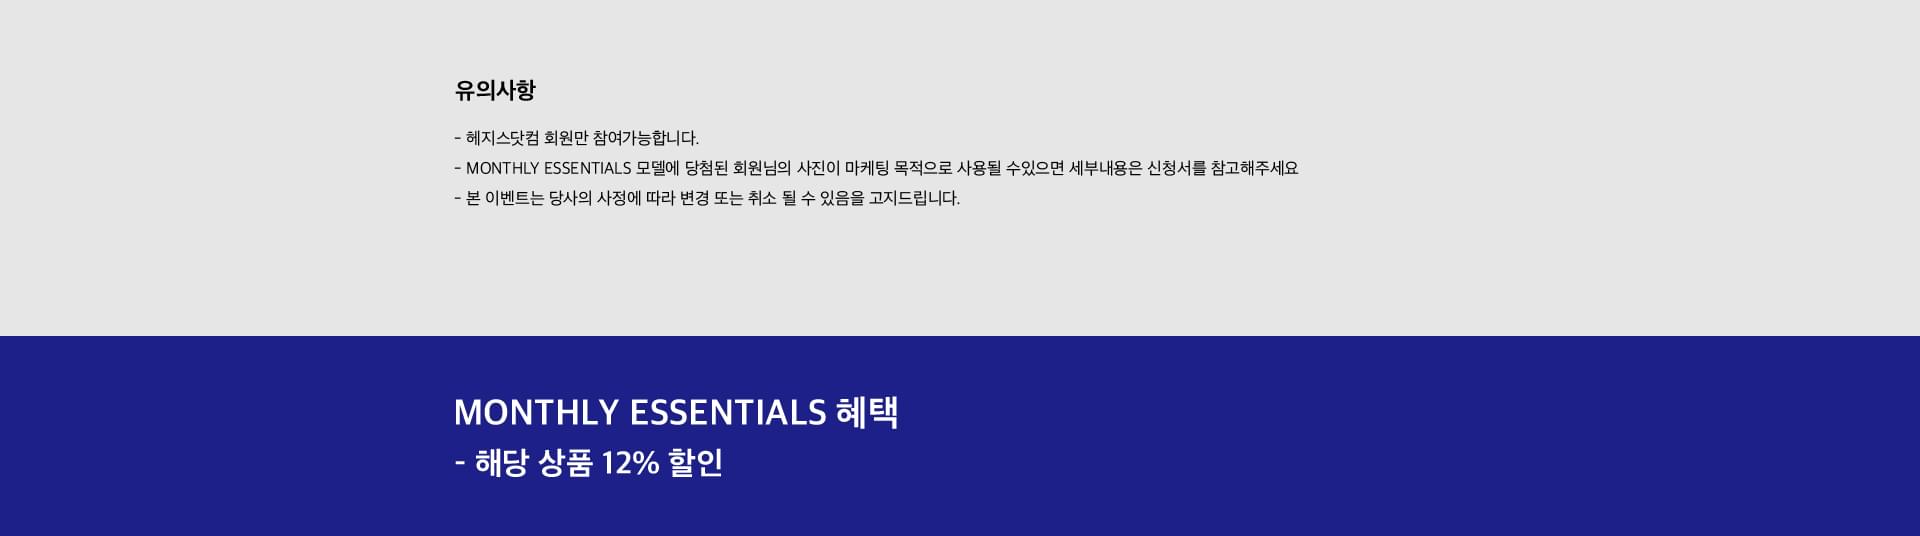 유의사항
- 헤지스닷컴 회원만 참여가능합니다.
- MONTHLY ESSENTIALS 모델에 당첨된 회원님의 사진이 마케팅 목적으로 사용될 수있으면 세부내용은 신청서를 참고해주세요
- 본 이벤트는 당사의 사정에 따라 변경 또는 취소 될 수 있음을 고지드립니다.
MONTHLY ESSENTIALS 혜택
- 해당 상품 12% 할인